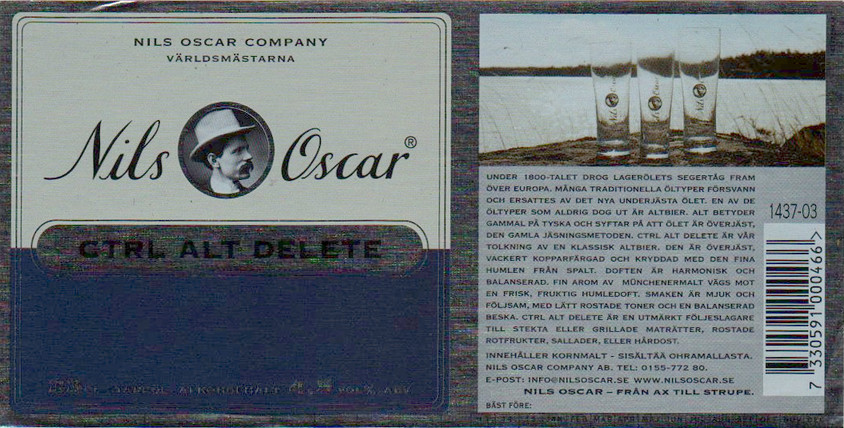 NILS OSCAR COMPANY
VÄRLDSMÄSTARNA
Nils Oscar®
CTRL ALT DELETE
VOL%, ABV
UNDER 1800-TALET DROG LAGERÖLETS SEGERTÅG FRAM
ÖVER EUROPA. MÅNGA TRADITIONELLA ÖLTYPER FÖRSVANN
OCH ERSATTES AV DET NYA UNDERJÄSTA ÖLET. EN AV DE
ÖLTYPER SOM ALDRIG DOG UT ÄR ALTBIER. ALT BETYDER
GAMMAL PÅ TYSKA OCH SYFTAR PÅ ATT ÖLET ÄR ÖVERJÄST,
DEN GAMLA JÄSNINGSMETODEN. CTRL ALT DELETE ÄR VÅR
TOLKNING AV EN KLASSISK ALTBIER. DEN ÄR ÖVERJÄST,
VACKERT KOPPARFÄRGAD OCH KRYDDAD MED DEN FINA
HUMLEN FRÅN SPALT. DOFTEN ÄR HARMONISK OCH
BALANSERAD. FIN AROM AV MÜNCHENERMALT VÄGS MOT
EN FRISK, FRUKTIG HUMLEDOFT. SMAKEN ÄR MJUK OCH
FÖLJSAM, MED LÄTT ROSTADE TONER OCH EN BALANSERAD
BESKA. CTRL ALT DELETE ÄR EN UTMÄRKT FÖLJESLAGARE
TILL STEKTA ELLER GRILLADE MATRÄTTER, ROSTADE
ROTFRUKTER, SALLADER, ELLER HÅRDOST.
INNEHÅLLER KORNMALT - SISÄLTÄÄ OHRAMALLASTA.
NILS OSCAR COMPANY AB. TEL: 0155-772 80.
E-POST: INFO@NILSOSCAR.SE WWW.NILSOSCAR.SE
NILS OSCAR – FRÅN AX TILL STRUPE.
BÄST FÖRE:
1437-03
7 330591 000466